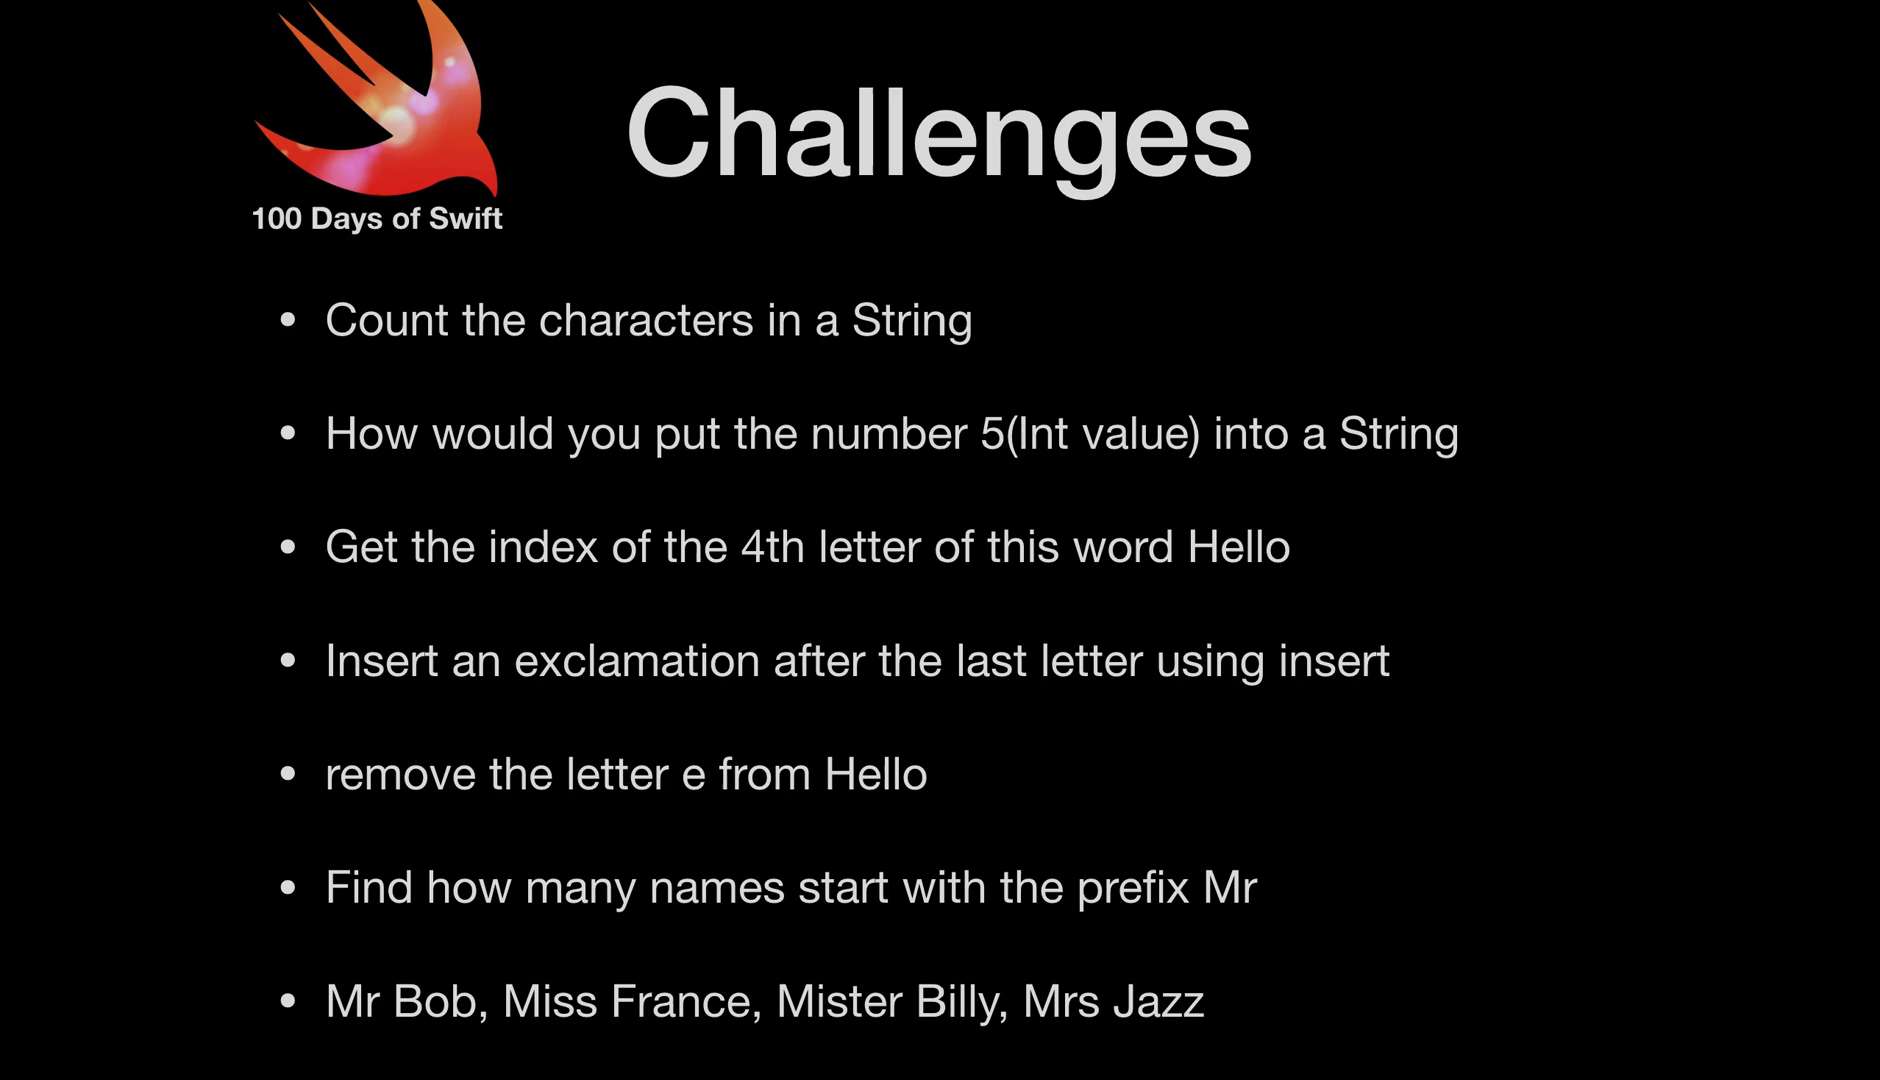 Challenges
100 Days of Swift
• Count the characters in a String
• How would you put the number 5(Int value) into a String
• Get the index of the 4th letter of this word Hello
• Insert an exclamation after the last letter using insert
• remove the letter e from Hello
• Find how many names start with the prefix Mr
• Mr Bob, Miss France, Mister Billy, Mrs Jazz